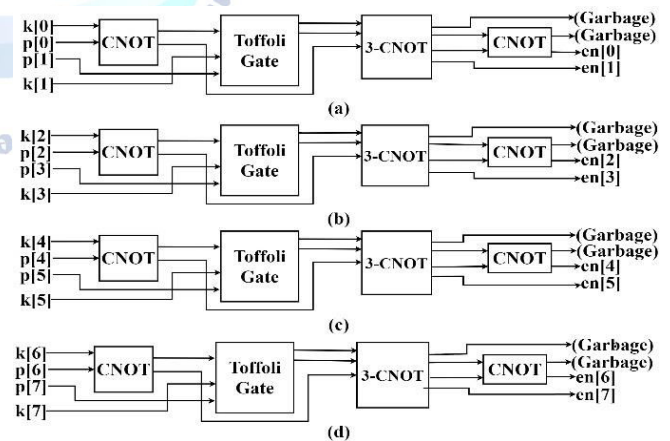 k[0]
p[0]
p[1]
k[1]
CNOT
Toffoli
Gate
3-CNOT
CNOT
(Garbage)
(Garbage)
en[0]
en[1]
(a)
k[2]
p[2]
p[3]
k[3]
CNOT
Toffoli
Gate
3-CNOT
CNOT
(Garbage)
(Garbage)
en[2]
en[3]
(b)
k[4]
p[4]
p[5]
k[5]
CNOT
Toffoli
Gate
3-CNOT
CNOT
(Garbage)
(Garbage)
en[4]
en[5]
(c)
k[6]
p[6]
p[7]
k[7]
CNOT
Toffoli
Gate
3-CNOT
CNOT
(Garbage)
(Garbage)
en[6]
en[7]
(d)